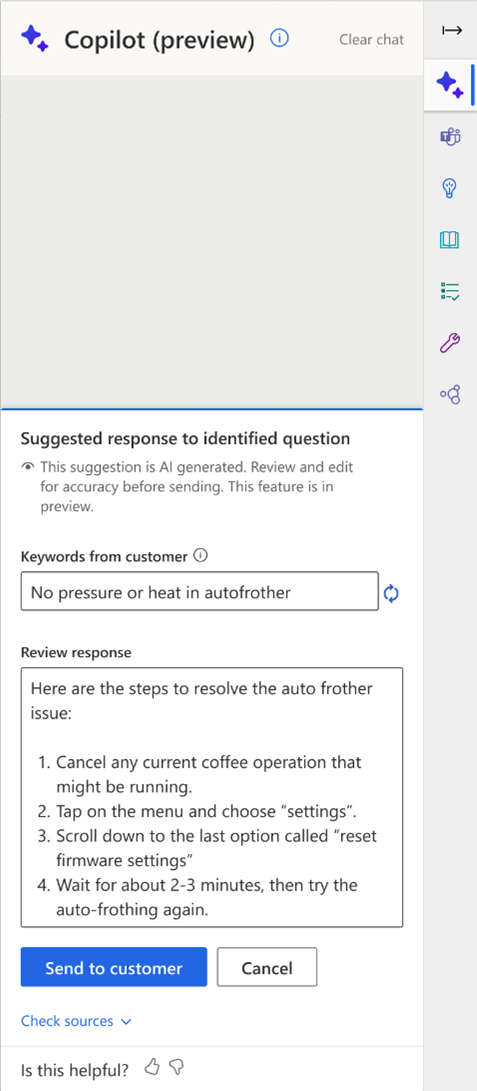 Copilot (preview)
Clear chat
Suggested response to identified question
This suggestion is AI generated. Review and edit
for accuracy before sending. This feature is in
preview.
Keywords from customer
No pressure or heat in autofrother
Review response
Here are the steps to resolve the auto frother
issue:
1. Cancel any current coffee operation that
might be running.
2. Tap on the menu and choose “settings”.
3. Scroll down to the last option called “reset
firmware settings”
4. Wait for about 2-3 minutes, then try the
auto-frothing again.
Send to customer
Cancel
Check sources
Is this helpful?